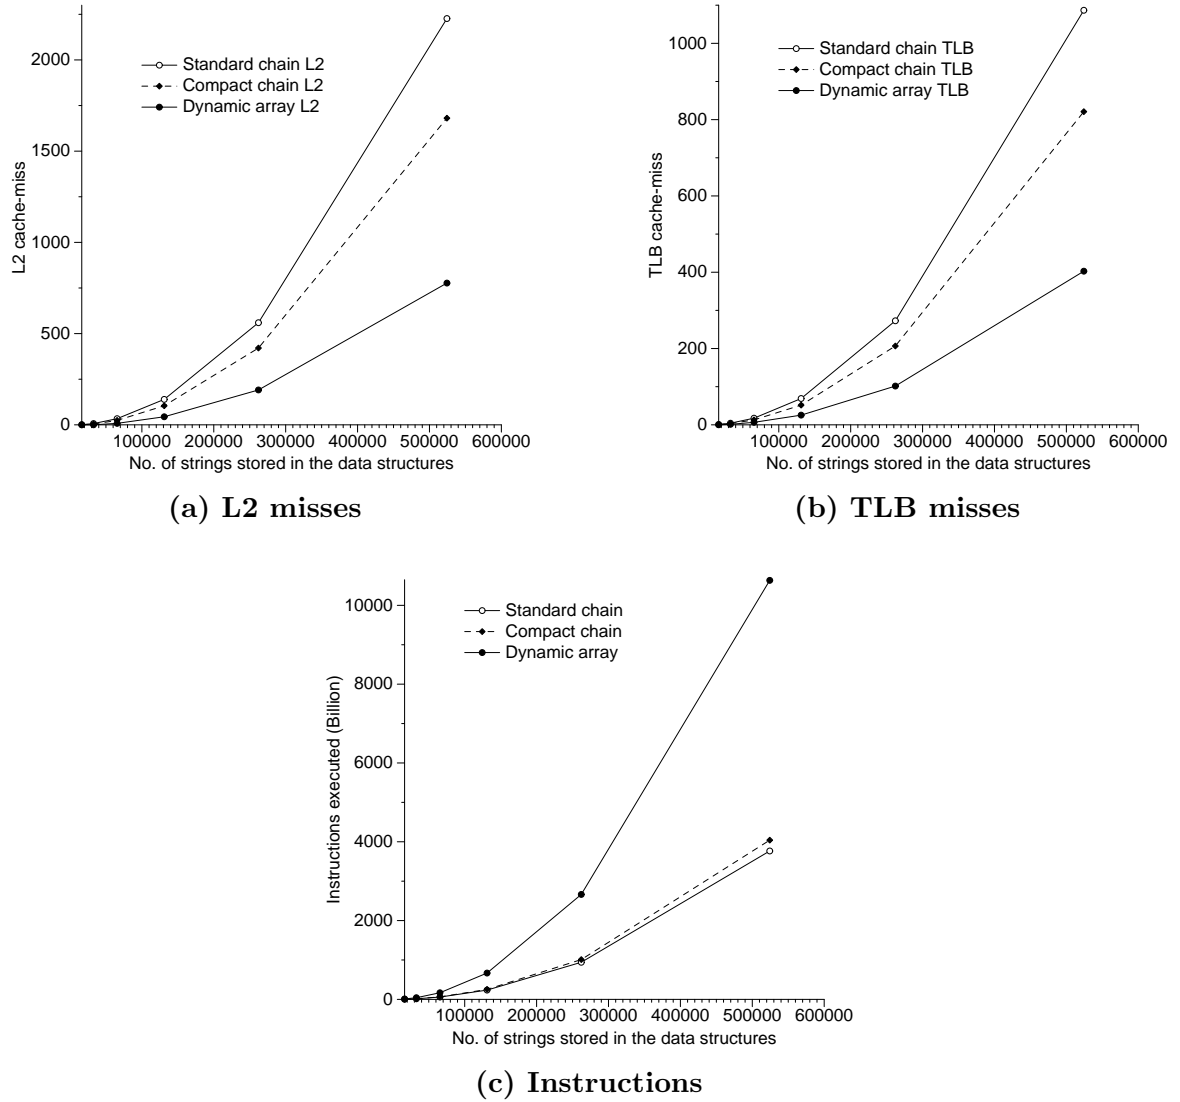 2000
1500
1000
500
0
L2 cache-miss
Standard chain L2
Compact chain L2
Dynamic array L2
100000 200000 300000 400000 500000 600000
No. of strings stored in the data structures
(a) L2 misses
1000
800
600
400
200
0
TLB cache-miss
Standard chain TLB
Compact chain TLB
Dynamic array TLB
100000 200000 300000 400000 500000 600000
No. of strings stored in the data structures
(b) TLB misses
10000
8000
6000
4000
2000
0
Instructions executed (Billion)
Standard chain
Compact chain
Dynamic array
100000 200000 300000 400000 500000 600000
No. of strings stored in the data structures
(c) Instructions